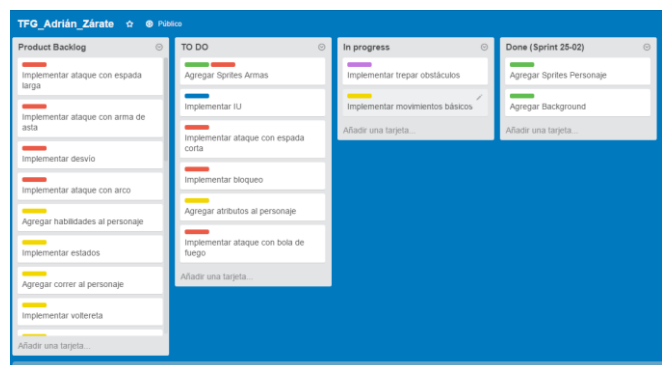 TFG_Adrián_Zárate
Público
Product Backlog
Implementar ataque con espada
larga
Implementar ataque con arma de
asta
Implementar desvío
Implementar ataque con arco
Agregar habilidades al personaje
Implementar estados
Agregar correr al personaje
Implementar voltereta
Añadir una tarjeta...
TO DO
Agregar Sprites Armas
Implementar IU
Implementar ataque con espada
corta
Implementar bloqueo
Agregar atributos al personaje
Implementar ataque con bola de
fuego
Añadir una tarjeta...
In progress
Implementar trepar obstáculos
Implementar movimientos básicos
Añadir una tarjeta...
Done (Sprint 25-02)
Agregar Sprites Personaje
Agregar Background
Añadir una tarjeta...